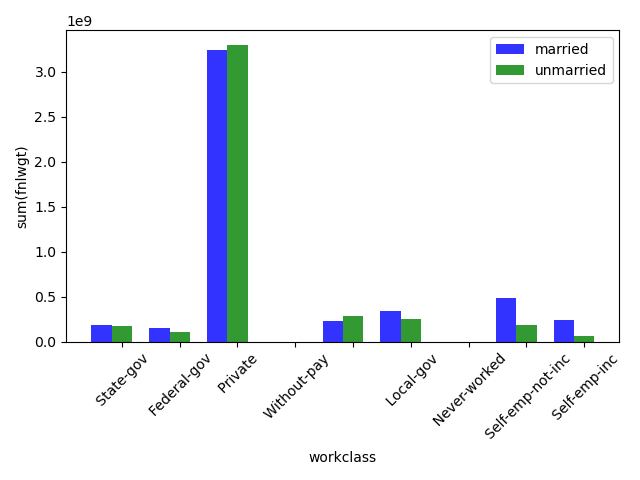 1e9
married
unmarried
3.0
2.5
2.0
1.5
1.0
0.5
0.0
sum(fnlwgt)
State-gov
Federal-gov
Private
Without-pay
Local-gov
Never-worked
Self-emp-not-inc
Self-emp-inc
workclass